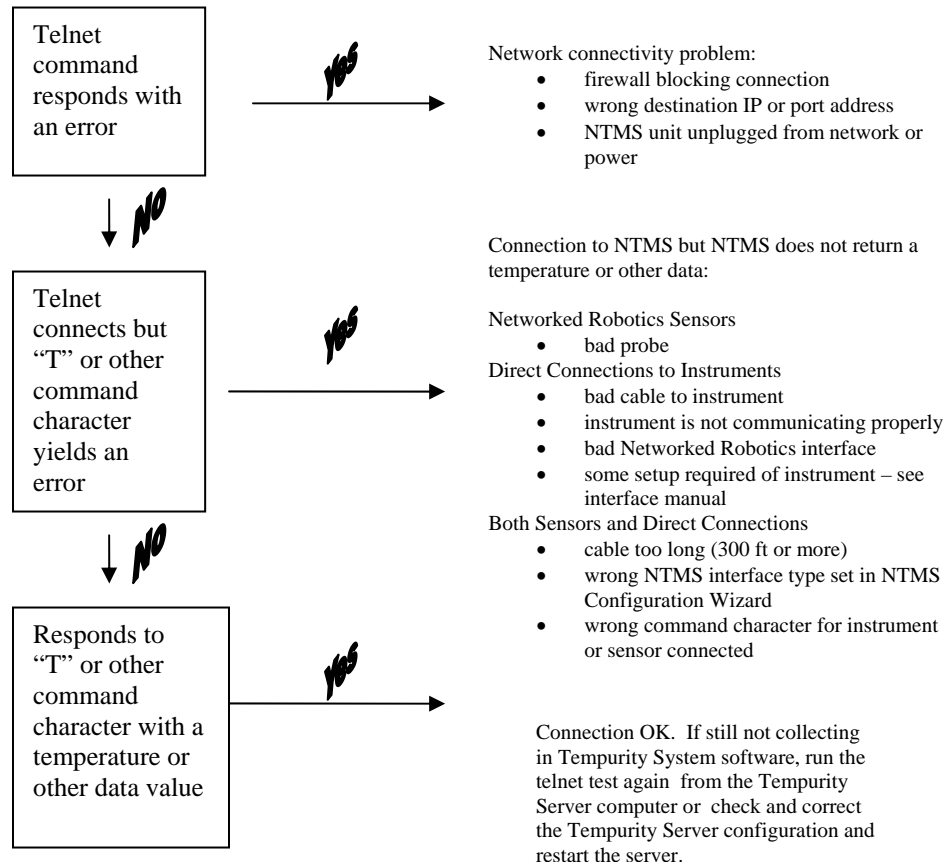 Telnet
command
responds with
an error
Yes
Network connectivity problem:
• firewall blocking connection
• wrong destination IP or port address
• NTMS unit unplugged from network or
power
No
Telnet
connects but
“T” or other
command
character
yields an
error
Yes
Connection to NTMS but NTMS does not return a
temperature or other data:
Networked Robotics Sensors
• bad probe
Direct Connections to Instruments
• bad cable to instrument
• instrument is not communicating properly
• bad Networked Robotics interface
• some setup required of instrument – see
interface manual
Both Sensors and Direct Connections
• cable too long (300 ft or more)
• wrong NTMS interface type set in NTMS
Configuration Wizard
• wrong command character for instrument
or sensor connected
No
Responds to
“T” or other
command
character with a
temperature or
other data value
Yes
Connection OK. If still not collecting
in Tempurity System software, run the
telnet test again from the Tempurity
Server computer or check and correct
the Tempurity Server configuration and
restart the server.